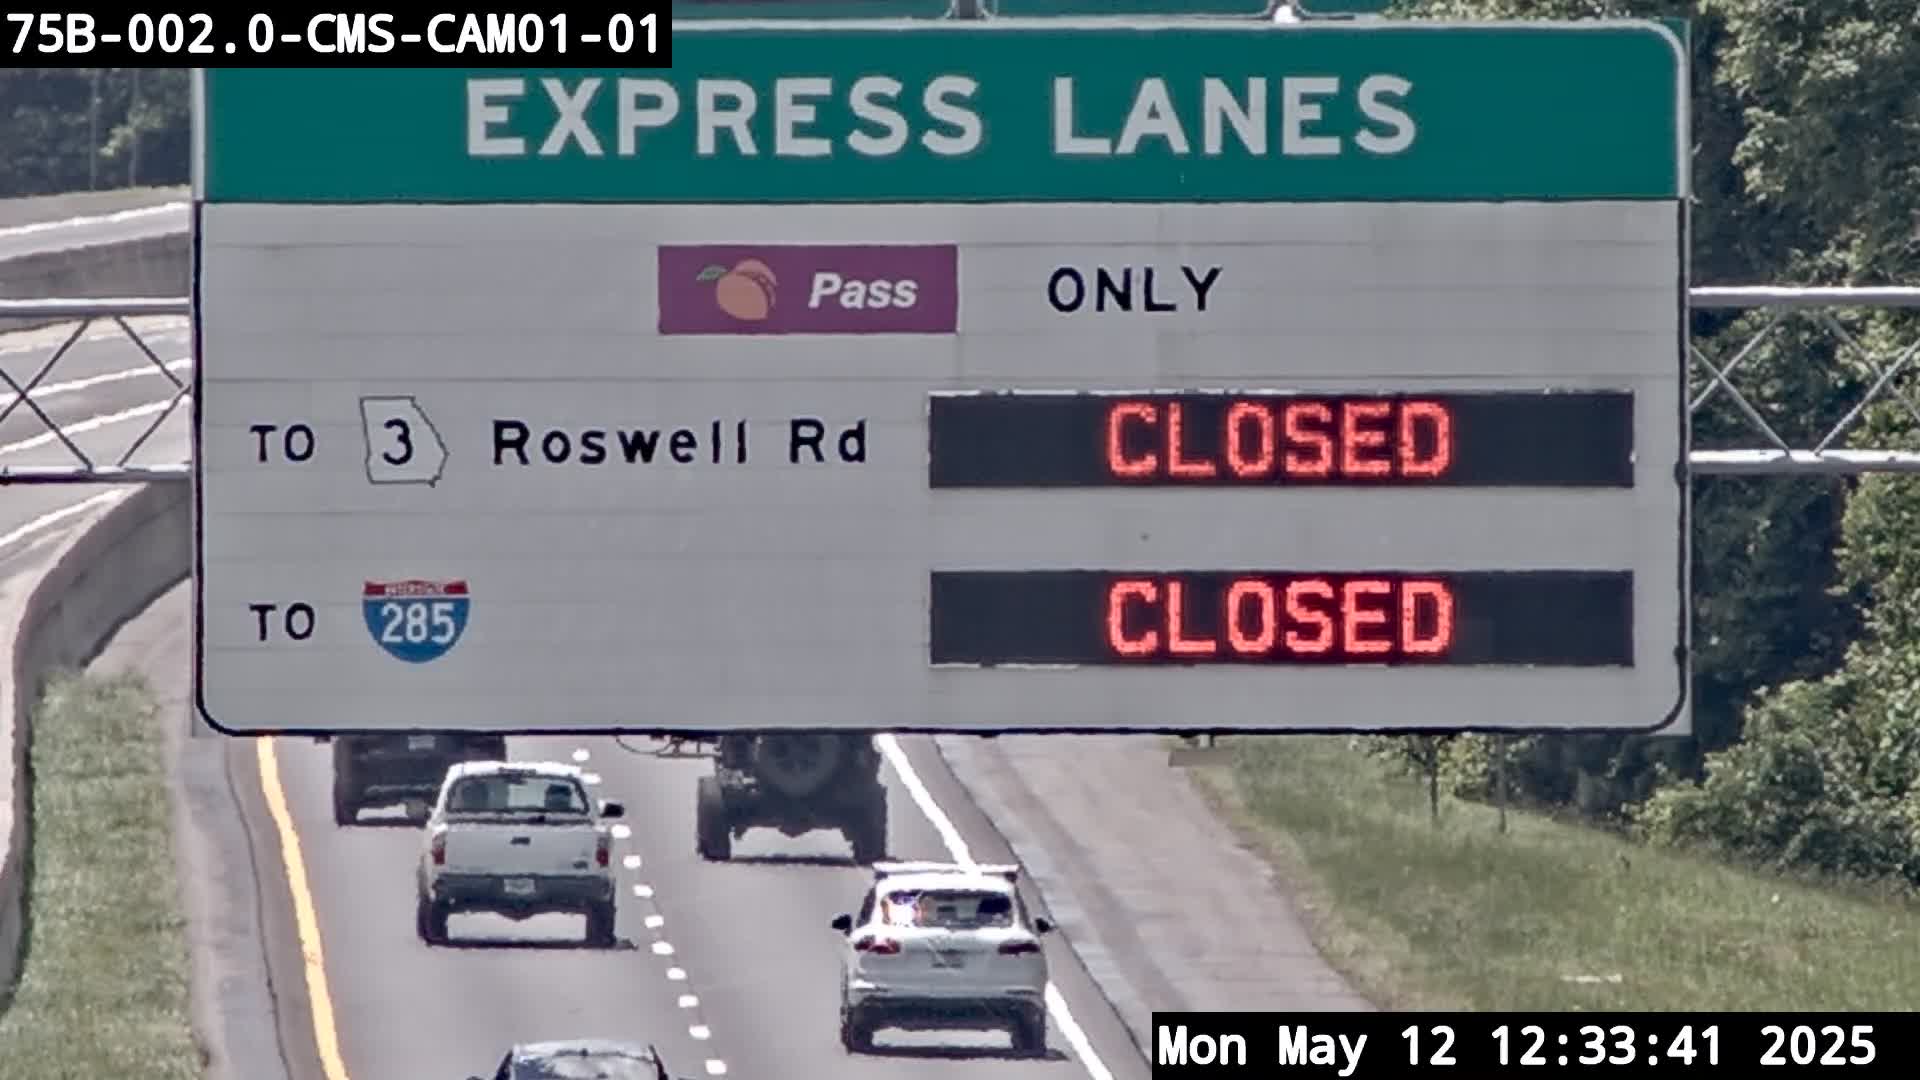 75B-002.0-CMS-CAM01-01
EXPRESS LANES
Pass ONLY
TO 3 Roswell Rd CLOSED
TO INTERSTATE 285 CLOSED
Mon May 12 12:33:41 2025